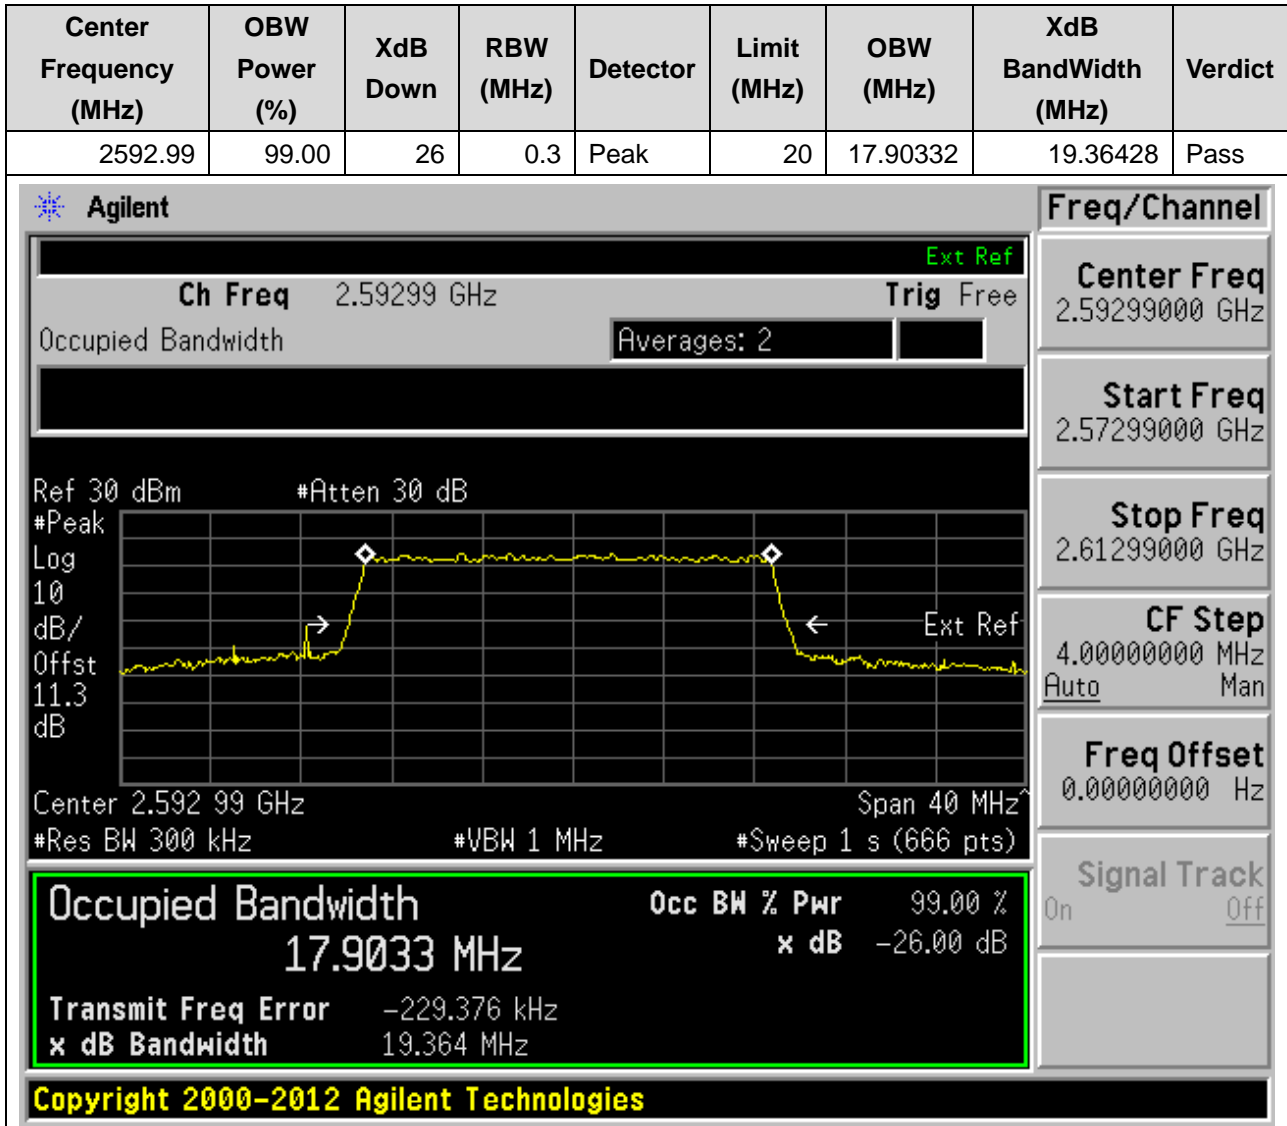 Center Frequency (MHz) OBW Power (%) XdB Down RBW (MHz) Detector Limit (MHz) OBW (MHz) XdB BandWidth (MHz) Verdict
2592.99 99.00 26 0.3 Peak 20 17.90332 19.36428 Pass
Agilent
Freq/Channel
Ext Ref
Ch Freq 2.59299 GHz Trig Free
Occupied Bandwidth Averages: 2
Center Freq
2.59299000 GHz
Start Freq
2.57299000 GHz
Stop Freq
2.61299000 GHz
CF Step
4.00000000 MHz
Auto Man
Freq Offset
0.00000000 Hz
Signal Track
On Off
Ref 30 dBm #Atten 30 dB
#Peak
Log
10
dB/
Offst
11.3
dB
Ext Ref
Center 2.592 99 GHz Span 40 MHz^
#Res BW 300 kHz #VBW 1 MHz #Sweep 1 s (666 pts)
Occupied Bandwidth Occ BW % Pwr 99.00 %
17.9033 MHz x dB -26.00 dB
Transmit Freq Error -229.376 kHz
x dB Bandwidth 19.364 MHz
Copyright 2000-2012 Agilent Technologies